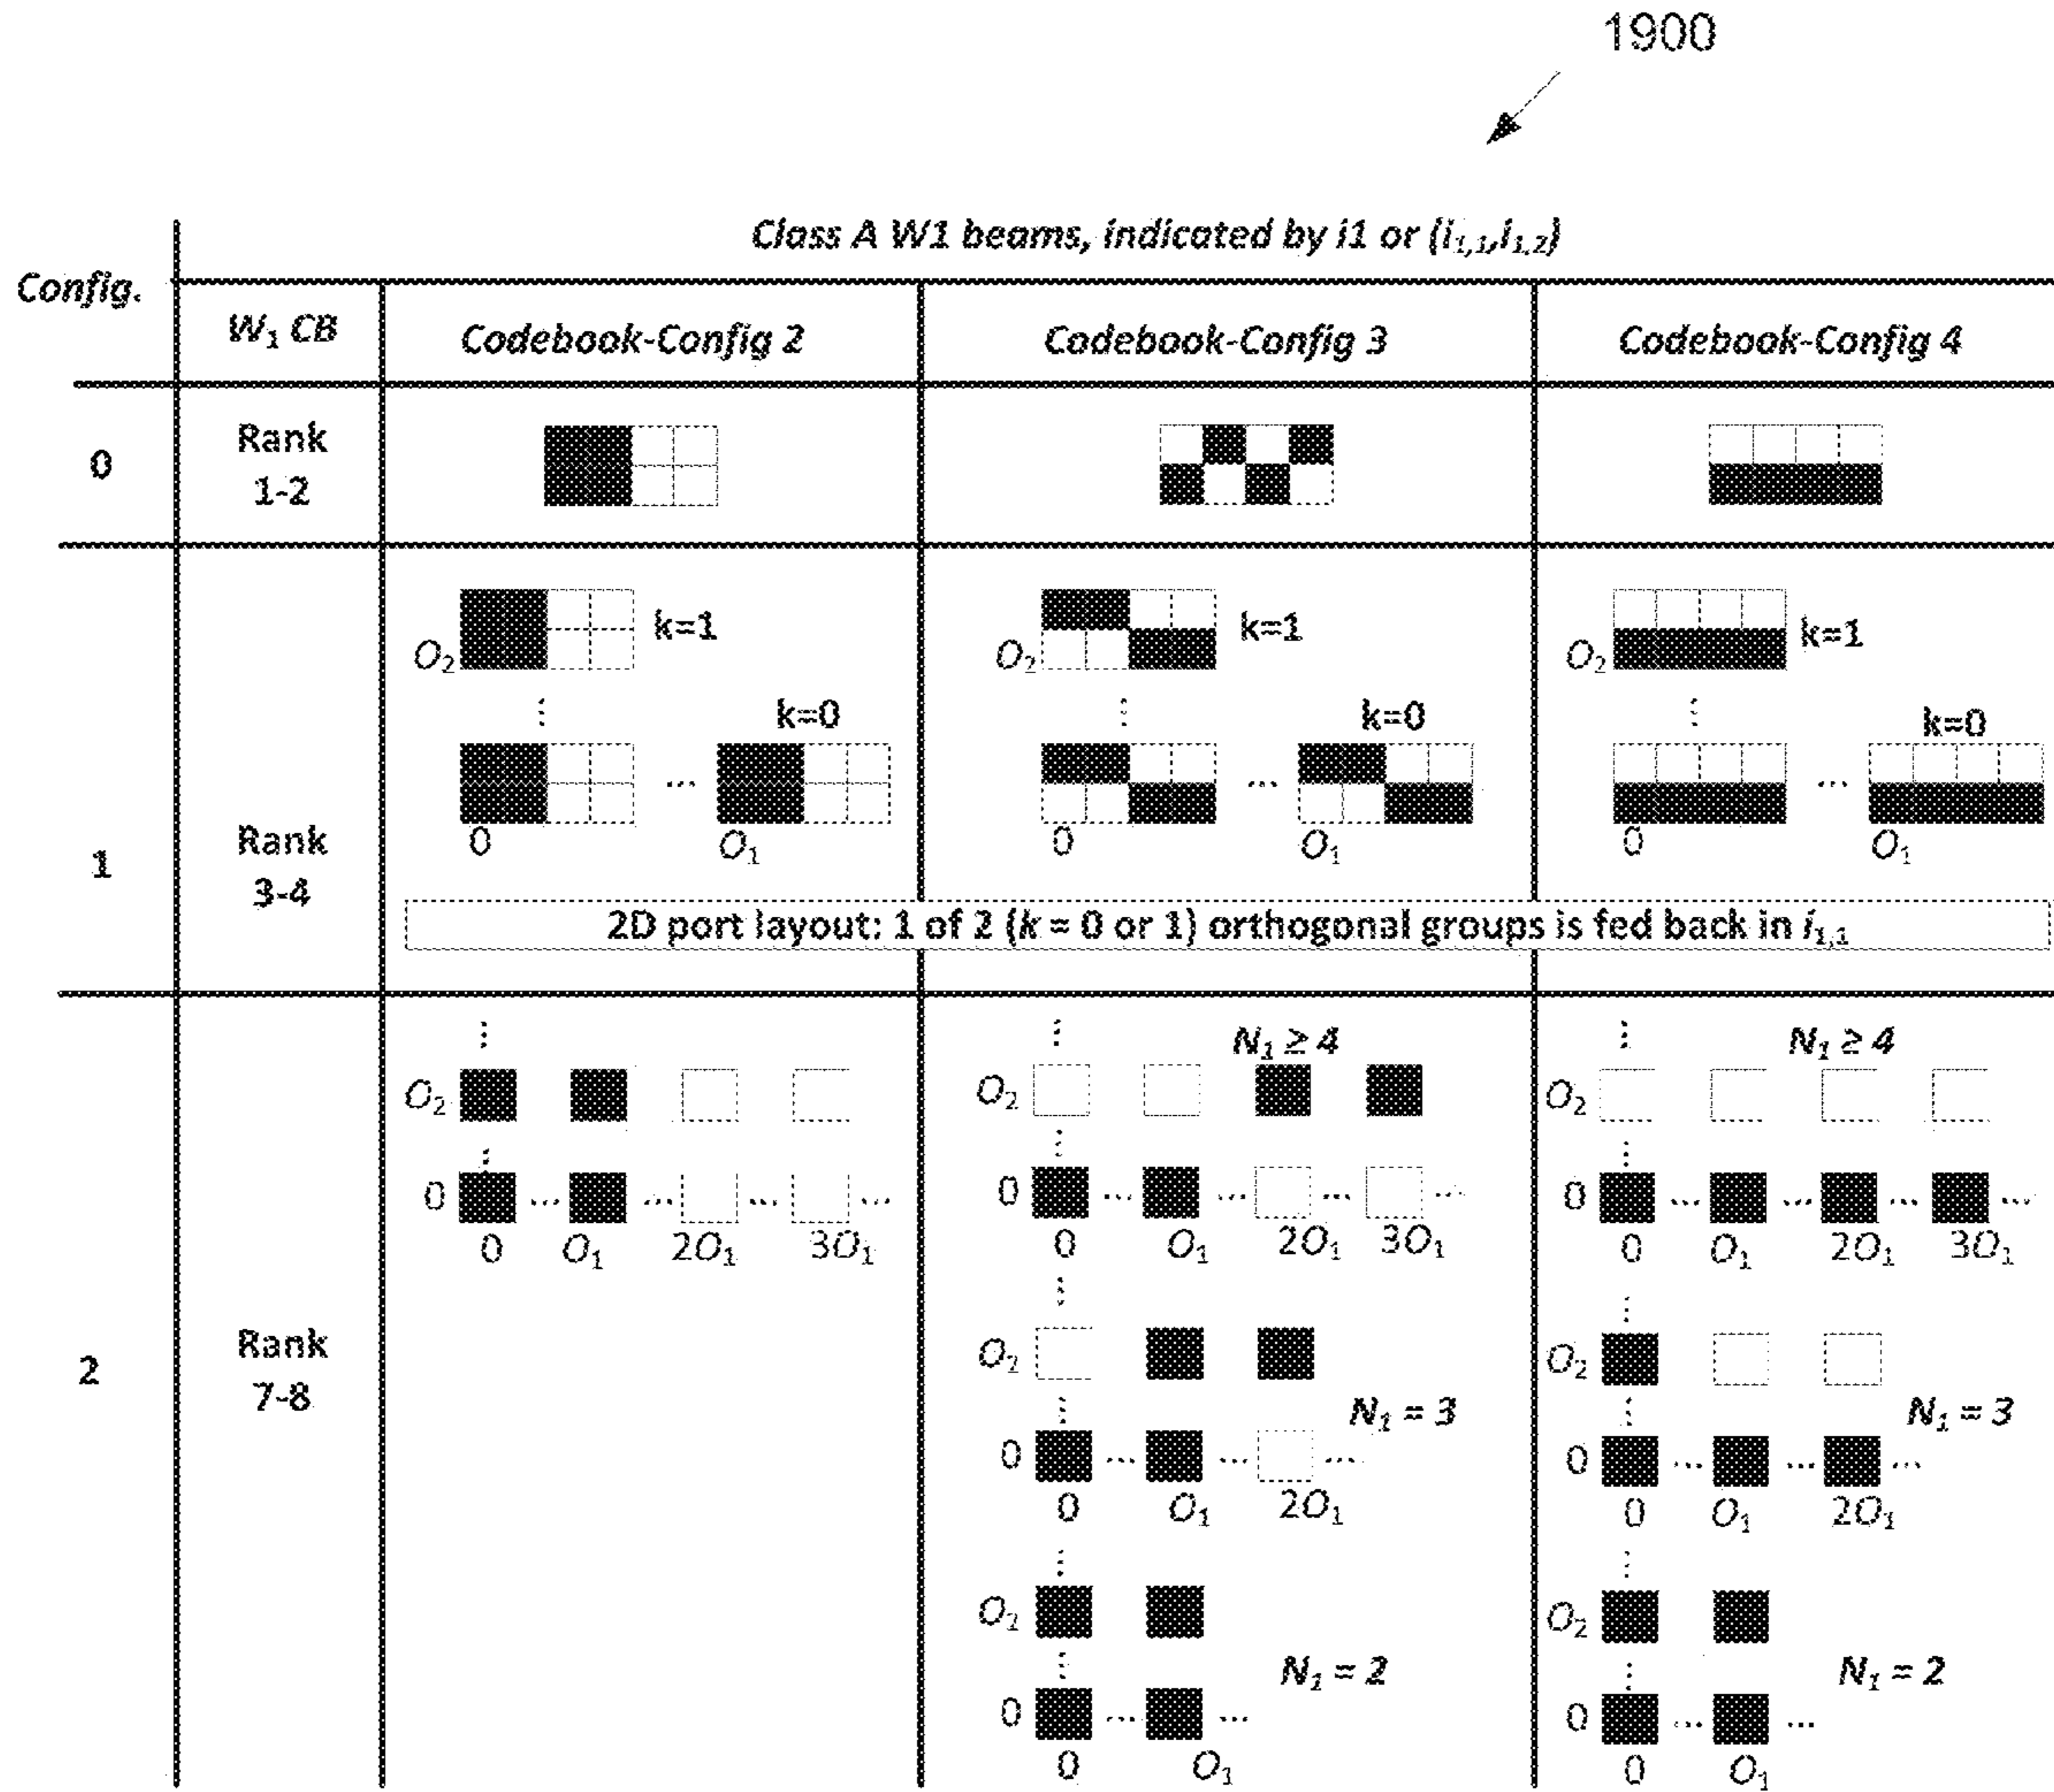 1900
Class A W1 beams, indicated by i1 or (i1,1,i1,2)
Config.
W1 CB
Codebook-Config 2
Codebook-Config 3
Codebook-Config 4
0
Rank
1-2
1
Rank
3-4
O2
k=1
⋮
k=0
...
0
O1
O2
k=1
⋮
k=0
...
0
O1
O2
k=1
⋮
k=0
...
0
O1
2D port layout: 1 of 2 (k = 0 or 1) orthogonal groups is fed back in i1,1
2
Rank
7-8
⋮
O2
⋮
0 ... ... ... ...
0 O1 2O1 3O1
⋮
N1 ≥ 4
O2
⋮
0 ... ... ... ...
0 O1 2O1 3O1
⋮
O2
⋮
N1 = 3
0 ... ... ...
0 O1 2O1
⋮
O2
⋮
N1 = 2
0 ... ...
0 O1
⋮
N1 ≥ 4
O2
⋮
0 ... ... ... ...
0 O1 2O1 3O1
⋮
O2
⋮
N1 = 3
0 ... ... ...
0 O1 2O1
⋮
O2
⋮
N1 = 2
0 ... ...
0 O1